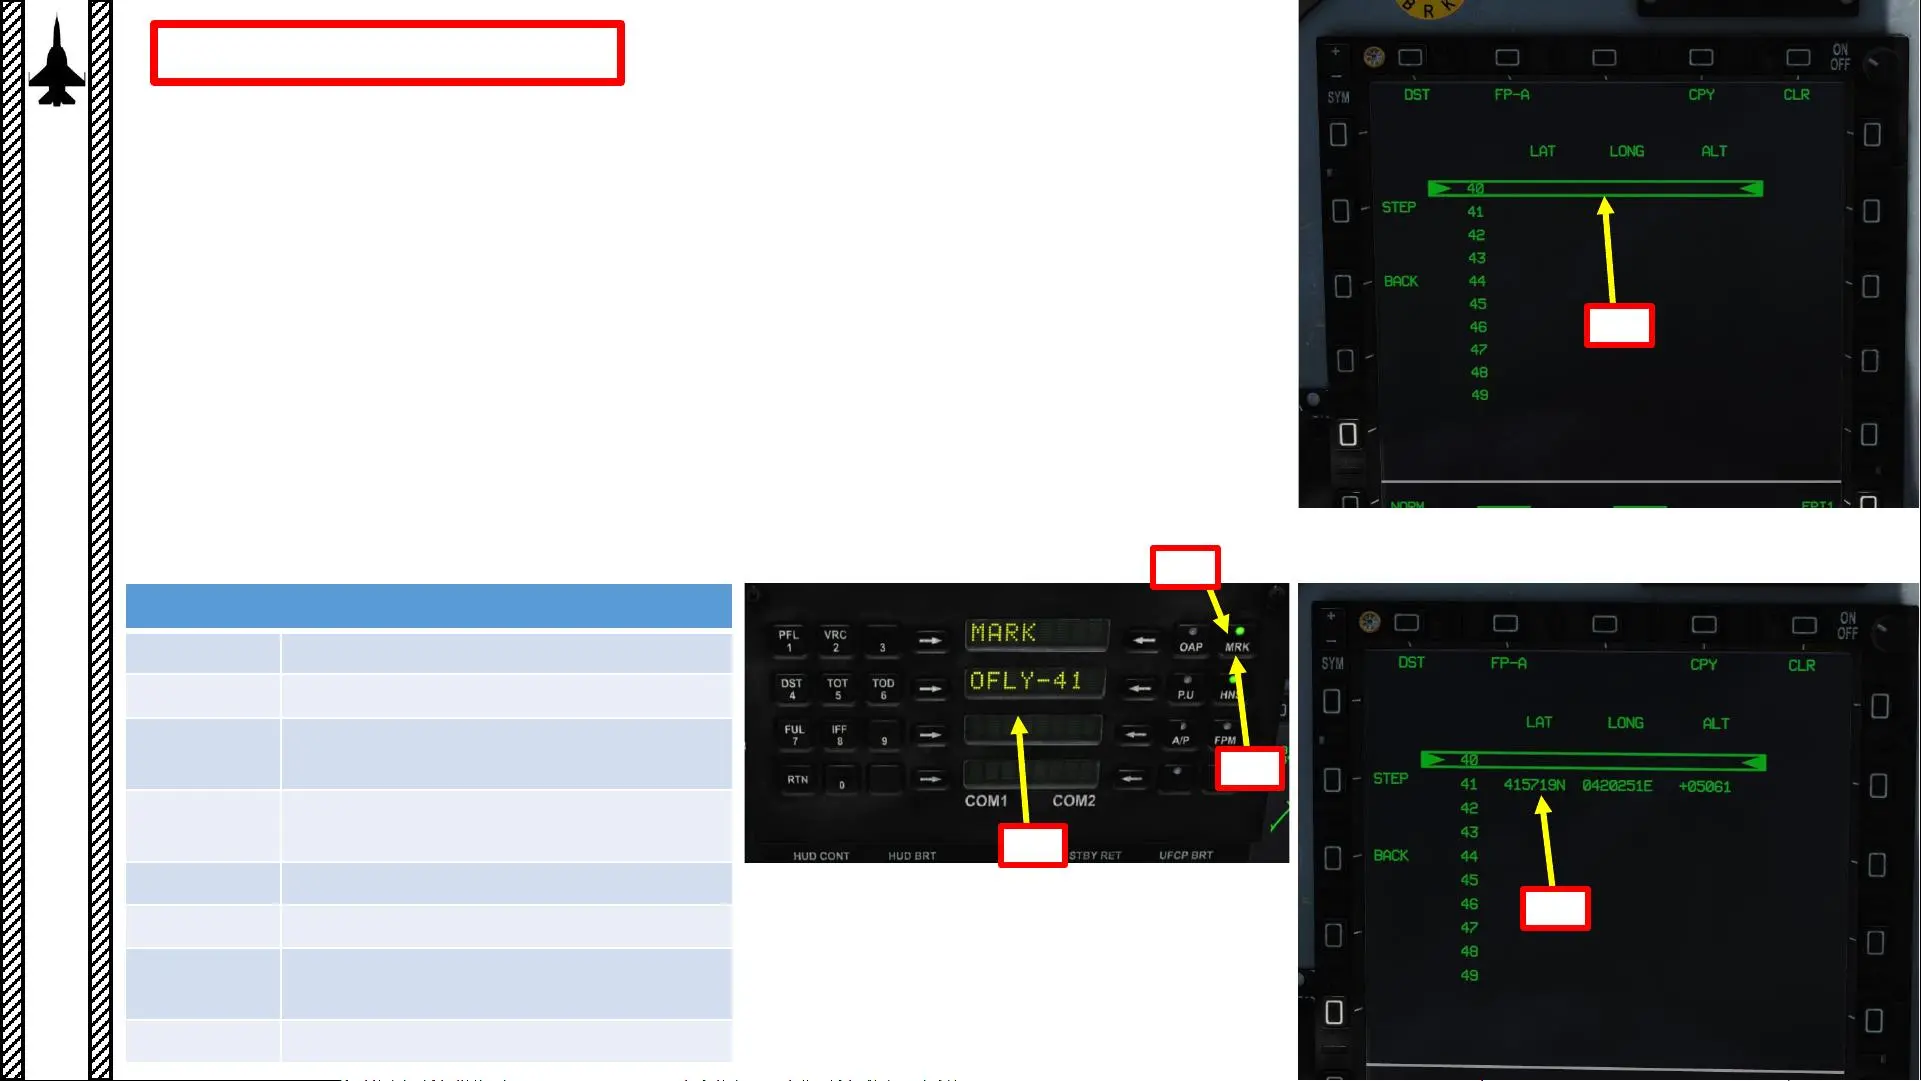 B R K
ON
OFF
+
-
SYM
DST FP-A CPY CLR
LAT LONG ALT
40
STEP
41
42
43
BACK
44
45
46
47
48
49
NORM FPT1
PFL
1
VRC
2
3
MARK
OAP
MRK
DST
4
TOT
5
TOD
6
OFLY-41
P.U
HNS
FUL
7
IFF
8
9
A/P
FPM
RTN
0
COM1 COM2
HUD CONT HUD BRT STBY RET UFCP BRT
ON
OFF
+
-
SYM
DST FP-A CPY CLR
LAT LONG ALT
40
STEP
41 415719N 0420251E +05061
42
43
BACK
44
45
46
47
48
49